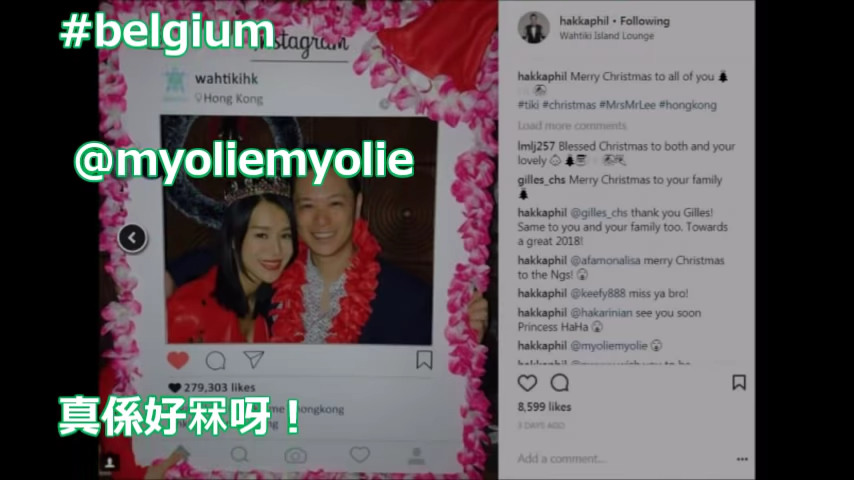 #belgium
@myoliemyolie
真係好冧呀！
Instagram
wahtikihk
Hong Kong
279,303 likes
hongkong
hakkaphil • Following
Wahtiki Island Lounge
hakkaphil Merry Christmas to all of you
#tiki #christmas #MrsMrLee #hongkong
Load more comments
lmlj257 Blessed Christmas to both and your
lovely
gilles_chs Merry Christmas to your family
hakkaphil @gilles_chs thank you Gilles!
Same to you and your family too. Towards
a great 2018!
hakkaphil @afamonalisa merry Christmas
to the Ngs!
hakkaphil @keefy888 miss ya bro!
hakkaphil @hakarinian see you soon
Princess HaHa
hakkaphil @myoliemyolie
8,599 likes
3 DAYS AGO
Add a comment...